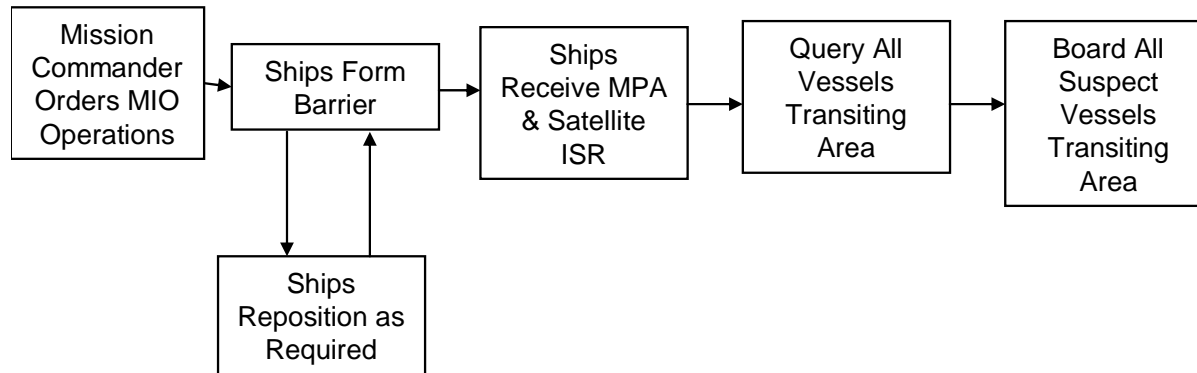 Mission
Commander
Orders MIO
Operations
Ships Form
Barrier
Ships
Receive MPA
& Satellite
ISR
Query All
Vessels
Transiting
Area
Board All
Suspect
Vessels
Transiting
Area
Ships
Reposition as
Required